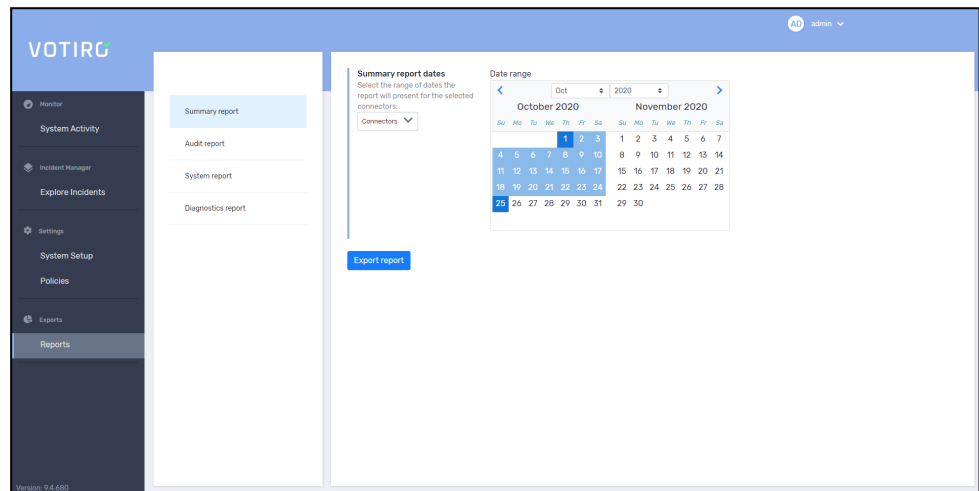 AD admin
VOTIRO
Monitor
System Activity
Incident Manager
Explore Incidents
Settings
System Setup
Policies
Exports
Reports
Version: 9.4.680
Summary report
Audit report
System report
Diagnostics report
Summary report dates
Select the range of dates the
report will present for the selected
connectors:
Connectors
Export report
Date range
Oct 2020
October 2020
Su Mo Tu We Th Fr Sa
1 2 3
4 5 6 7 8 9 10
11 12 13 14 15 16 17
18 19 20 21 22 23 24
25 26 27 28 29 30 31
November 2020
Su Mo Tu We Th Fr Sa
1 2 3 4 5 6 7
8 9 10 11 12 13 14
15 16 17 18 19 20 21
22 23 24 25 26 27 28
29 30